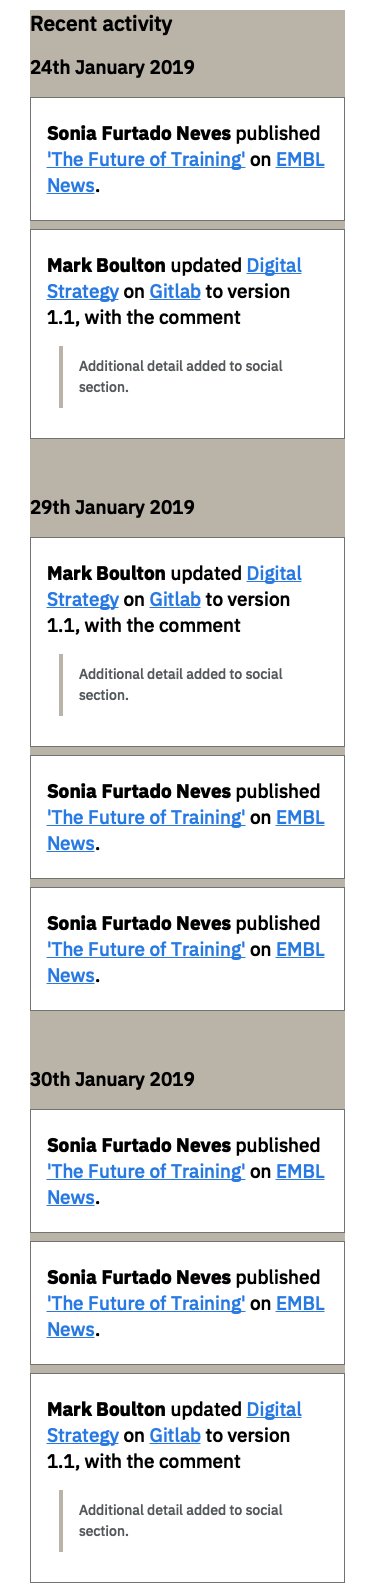 Recent activity
24th January 2019
Sonia Furtado Neves published
'The Future of Training' on EMBL
News.
Mark Boulton updated Digital
Strategy on Gitlab to version
1.1, with the comment
Additional detail added to social
section.
29th January 2019
Mark Boulton updated Digital
Strategy on Gitlab to version
1.1, with the comment
Additional detail added to social
section.
Sonia Furtado Neves published
'The Future of Training' on EMBL
News.
Sonia Furtado Neves published
'The Future of Training' on EMBL
News.
30th January 2019
Sonia Furtado Neves published
'The Future of Training' on EMBL
News.
Sonia Furtado Neves published
'The Future of Training' on EMBL
News.
Mark Boulton updated Digital
Strategy on Gitlab to version
1.1, with the comment
Additional detail added to social
section.